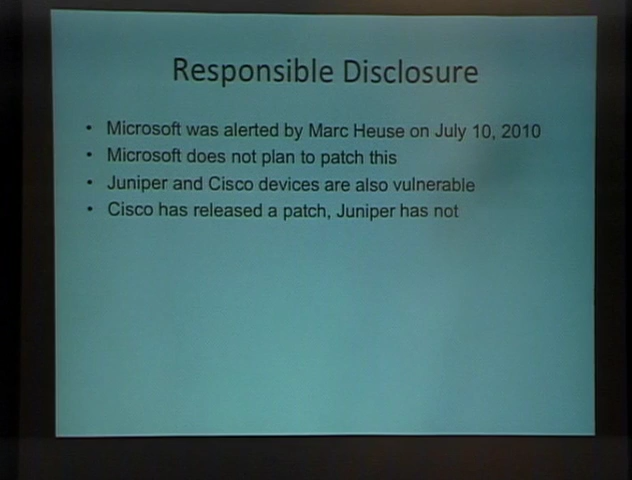 Responsible Disclosure
• Microsoft was alerted by Marc Heuse on July 10, 2010
• Microsoft does not plan to patch this
• Juniper and Cisco devices are also vulnerable
• Cisco has released a patch, Juniper has not